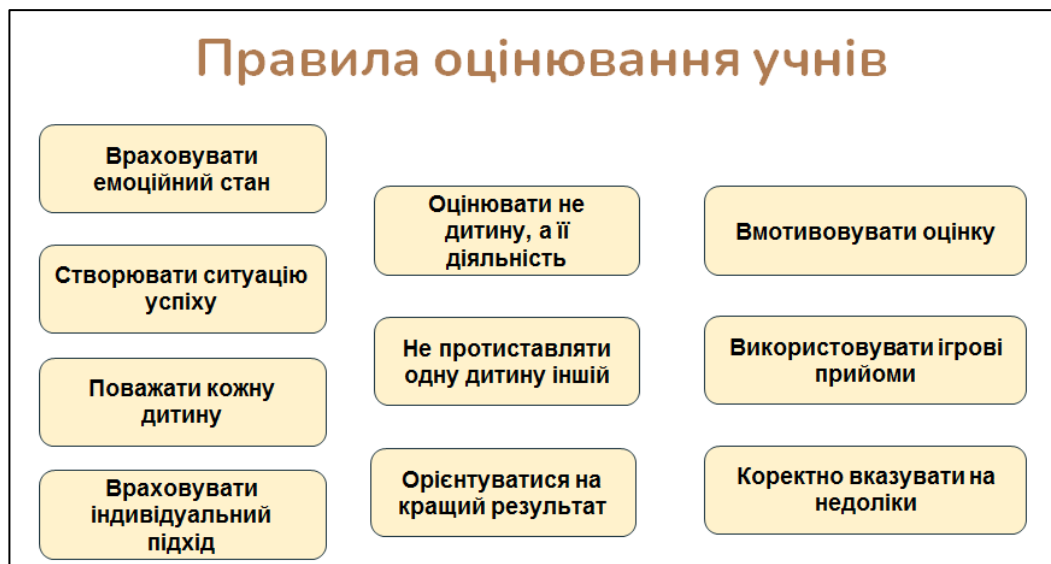 Правила оцінювання учнів
Враховувати
емоційний стан
Створювати ситуацію
успіху
Поважати кожну
дитину
Враховувати
індивідуальний
підхід
Оцінювати не
дитину, а її
діяльність
Не протиставляти
одну дитину іншій
Орієнтуватися на
кращий результат
Вмотивовувати оцінку
Використовувати ігрові
прийоми
Коректно вказувати на
недоліки